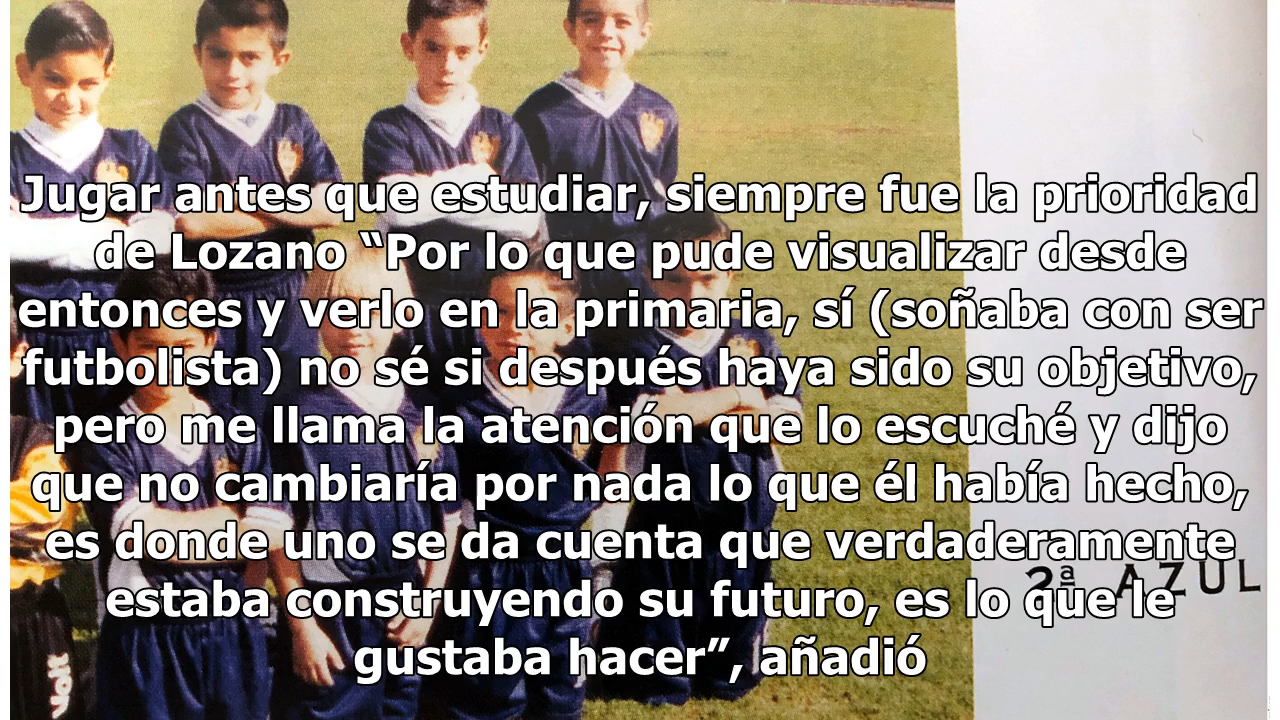 Jugar antes que estudiar, siempre fue la prioridad
de Lozano “Por lo que pude visualizar desde
entonces y verlo en la primaria, sí (soñaba con ser
futbolista) no sé si después haya sido su objetivo,
pero me llama la atención que lo escuché y dijo
que no cambiaría por nada lo que él había hecho,
es donde uno se da cuenta que verdaderamente
estaba construyendo su futuro, es lo que le
gustaba hacer”, añadió
2ª AZUL
Voit